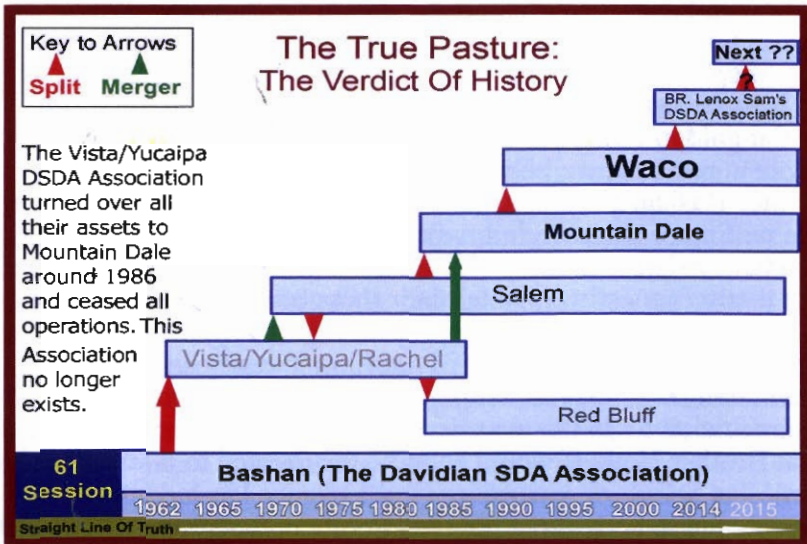 Key to Arrows
Split Merger
The True Pasture:
The Verdict Of History
Next ??
?
BR. Lenox Sam's
DSDA Association
The Vista/Yucaipa
DSDA Association
turned over all
their assets to
Mountain Dale
around 1986
and ceased all
operations. This
Association
no longer
exists.
Waco
Mountain Dale
Salem
Vista/Yucaipa/Rachel
Red Bluff
61
Session
Bashan (The Davidian SDA Association)
1962 1965 1970 1975 1980 1985 1990 1995 2000 2014 2015
Straight Line Of Truth